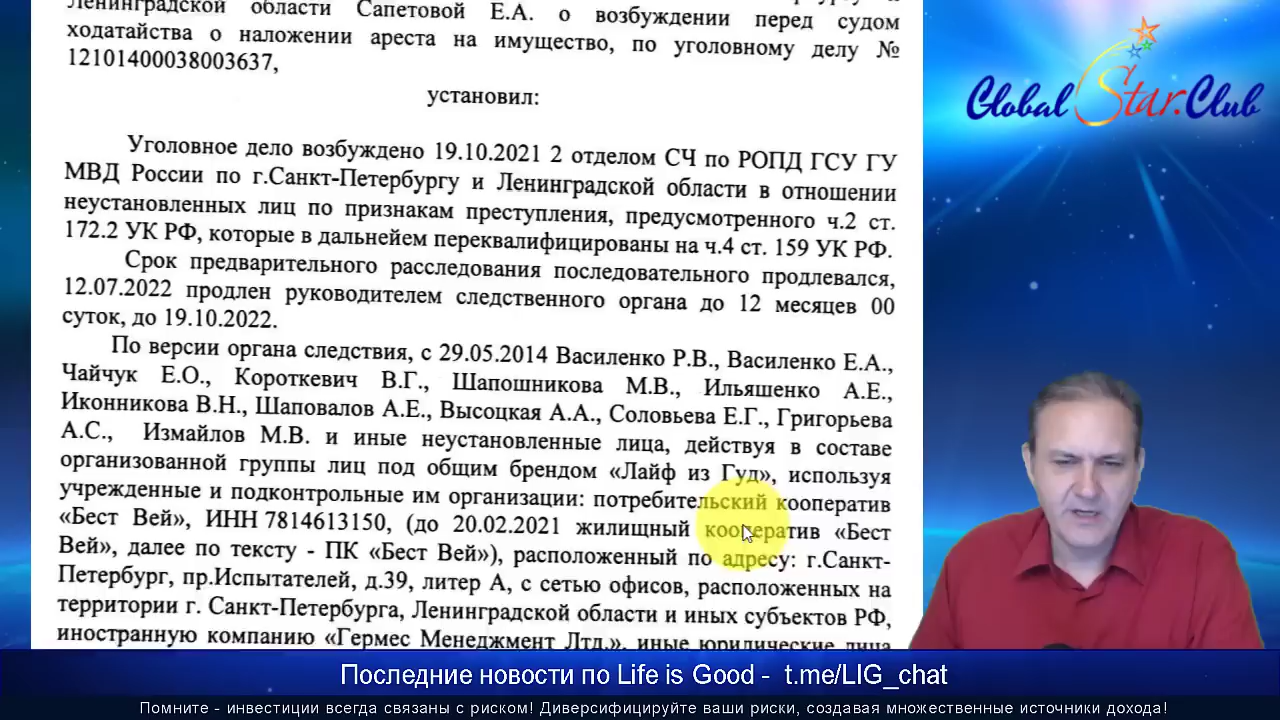 Ленинградской области Сапетовой Е.А. о возбуждении перед судом
ходатайства о наложении ареста на имущество, по уголовному делу №
12101400038003637,
установил:
Уголовное дело возбуждено 19.10.2021 2 отделом СЧ по РОПД ГСУ ГУ
МВД России по г.Санкт-Петербургу и Ленинградской области в отношении
неустановленных лиц по признакам преступления, предусмотренного ч.2 ст.
172.2 УК РФ, которые в дальнейем переквалифицированы на ч.4 ст. 159 УК РФ.
Срок предварительного расследования последовательного продлевался,
12.07.2022 продлен руководителем следственного органа до 12 месяцев 00
суток, до 19.10.2022.
По версии органа следствия, с 29.05.2014 Василенко Р.В., Василенко Е.А.,
Чайчук Е.О., Короткевич В.Г., Шапошникова М.В., Ильяшенко А.Е.,
Иконникова В.Н., Шаповалов А.Е., Высоцкая А.А., Соловьева Е.Г., Григорьева
А.С., Измайлов М.В. и иные неустановленные лица, действуя в составе
организованной группы лиц под общим брендом «Лайф из Гуд», используя
учрежденные и подконтрольные им организации: потребительский кооператив
«Бест Вей», ИНН 7814613150, (до 20.02.2021 жилищный кооператив «Бест
Вей», далее по тексту - ПК «Бест Вей»), расположенный по адресу: г.Санкт-
Петербург, пр.Испытателей, д.39, литер А, с сетью офисов, расположенных на
территории г. Санкт-Петербурга, Ленинградской области и иных субъектов РФ,
иностранную компанию «Гермес Менеджмент Лтд.», иные юридические лица
Global Star.Club
Последние новости по Life is Good - t.me/LIG_chat
Помните - инвестиции всегда связаны с риском! Диверсифицируйте ваши риски, создавая множественные источники дохода!